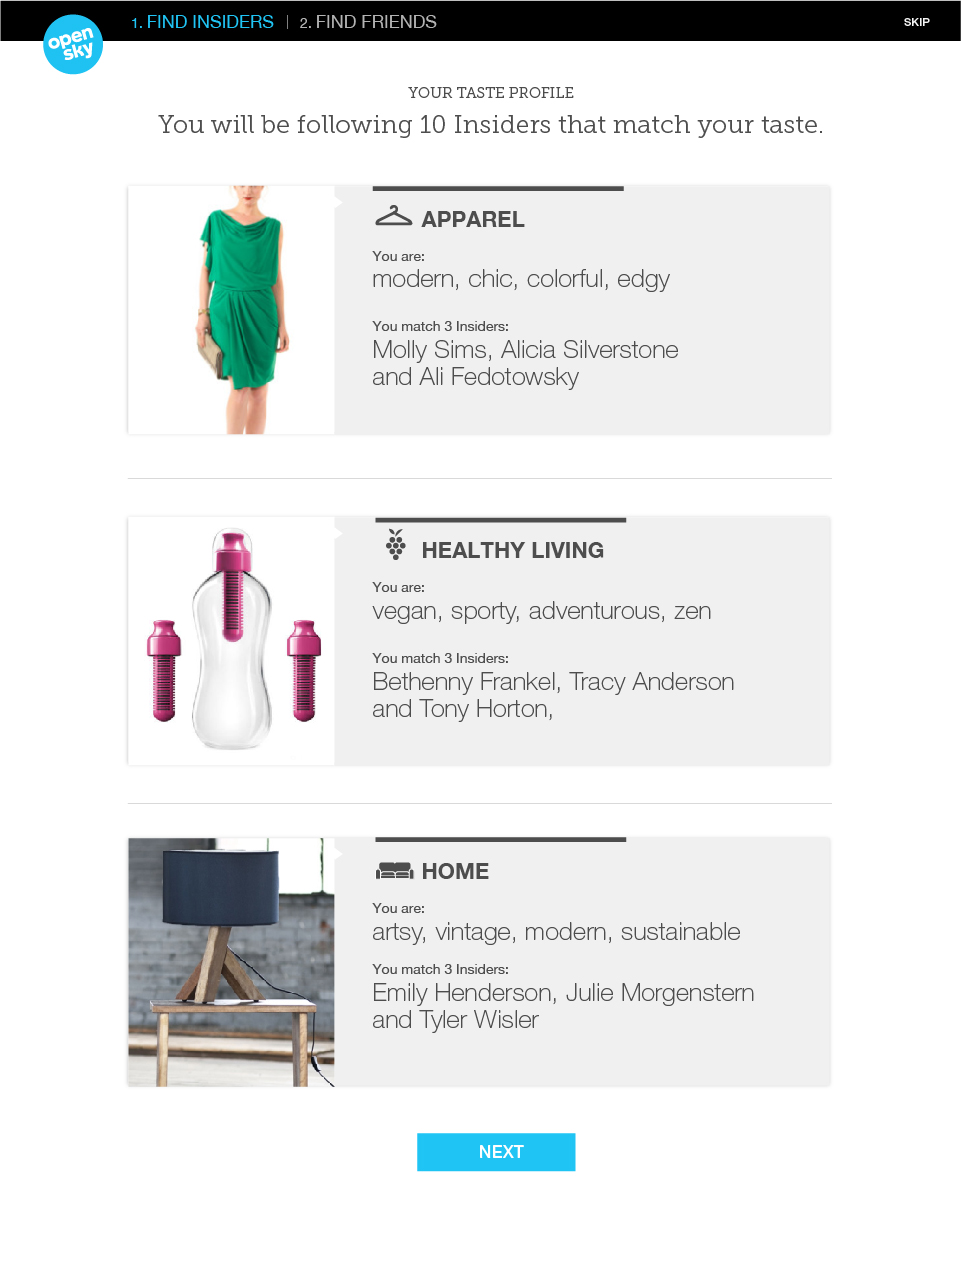 1. FIND INSIDERS | 2. FIND FRIENDS
SKIP
open
sky
YOUR TASTE PROFILE
You will be following 10 Insiders that match your taste.
APPAREL
You are:
modern, chic, colorful, edgy
You match 3 Insiders:
Molly Sims, Alicia Silverstone
and Ali Fedotowsky
HEALTHY LIVING
You are:
vegan, sporty, adventurous, zen
You match 3 Insiders:
Bethenny Frankel, Tracy Anderson
and Tony Horton,
HOME
You are:
artsy, vintage, modern, sustainable
You match 3 Insiders:
Emily Henderson, Julie Morgenstern
and Tyler Wisler
NEXT